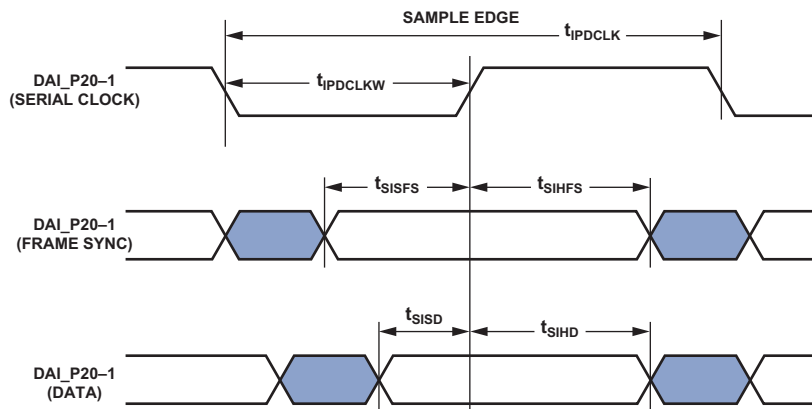 SAMPLE EDGE
tIPDCLK
DAI_P20–1
(SERIAL CLOCK)
tIPDCLKW
DAI_P20–1
(FRAME SYNC)
tSISFS
tSIHFS
DAI_P20–1
(DATA)
tSISD
tSIHD